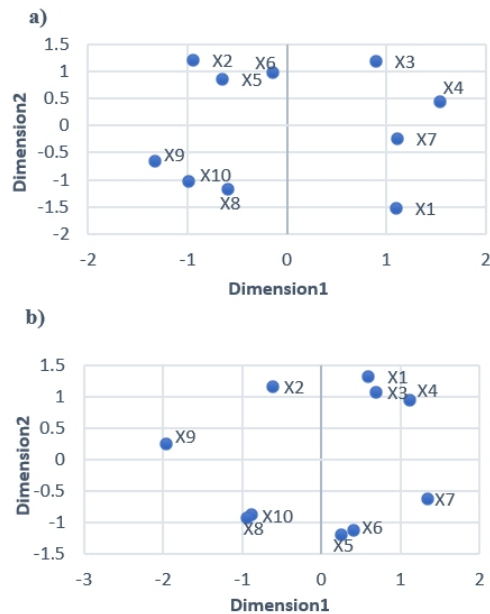 a)
1.5
X2 X6 X3
1
X5
X4
0.5
0
X7
-0.5
X9
-1
X10
X8
-1.5
X1
-2
-2 -1 0 1 2
Dimension2
Dimension1
b)
1.5
X1
X2 X3 X4
1
0.5
X9
0
-0.5
X7
X10
-1
X8 X6
X5
-1.5
-3 -2 -1 0 1 2
Dimension2
Dimension1